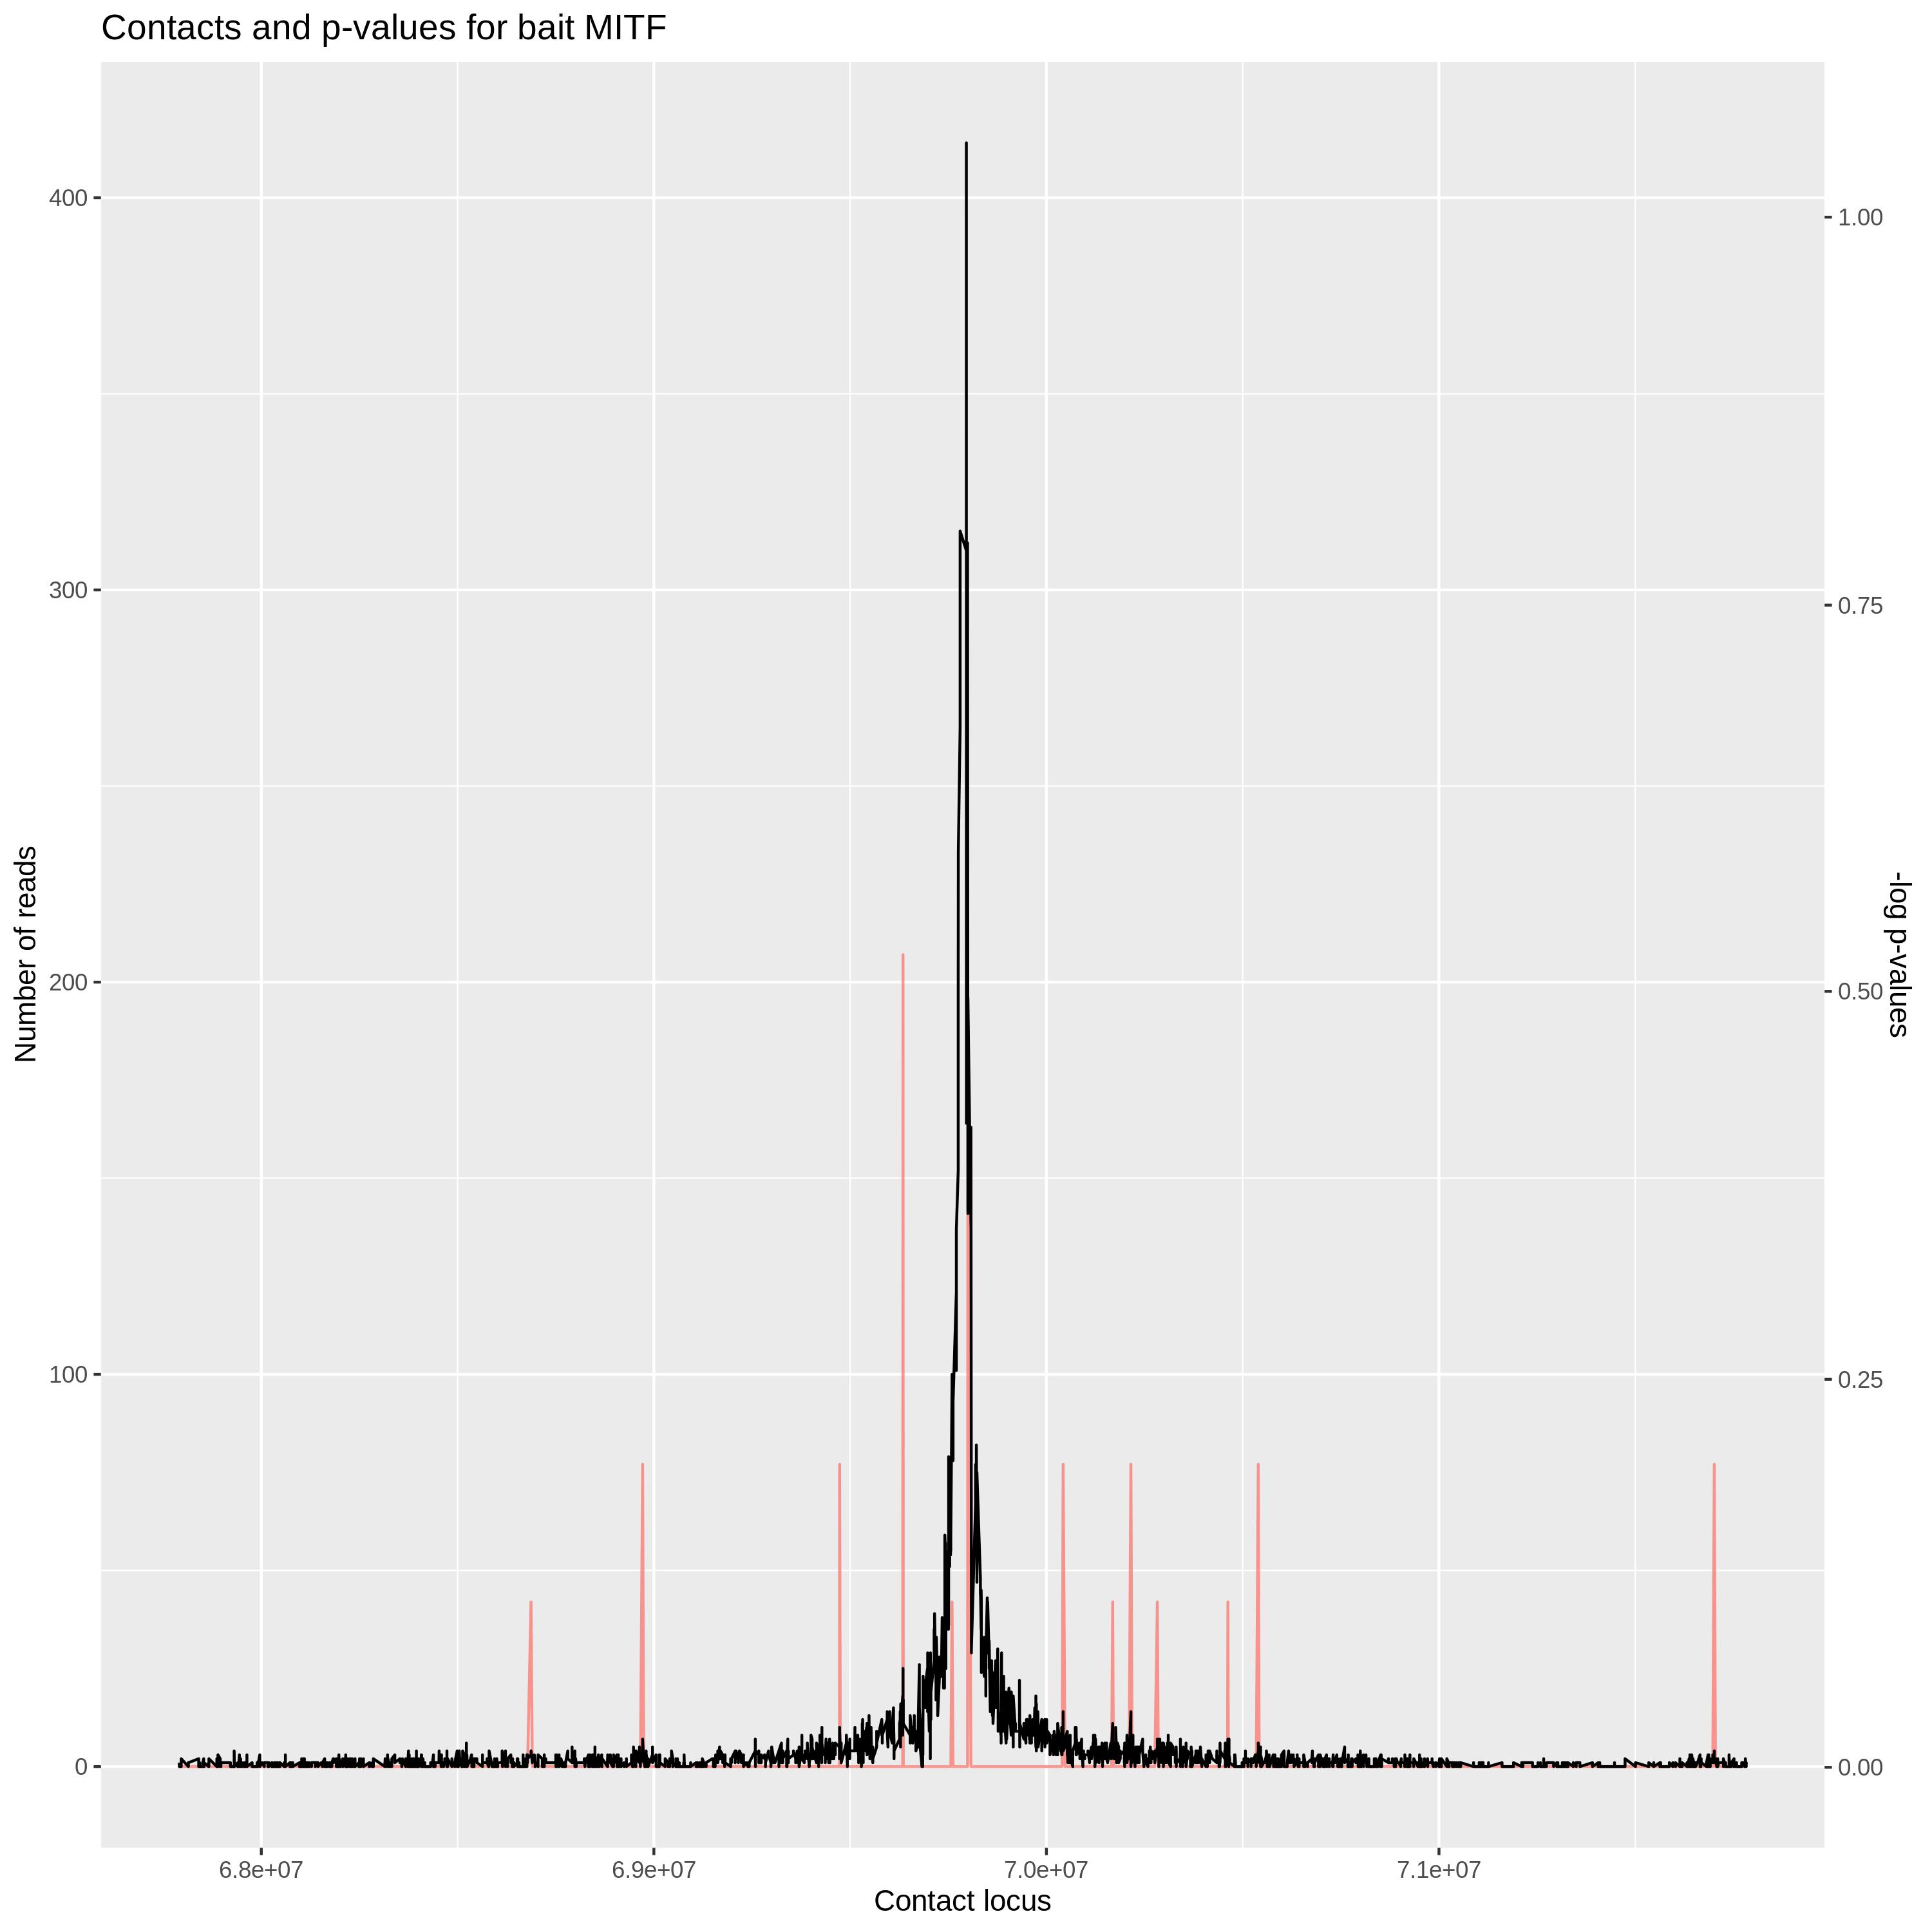 Contacts and p-values for bait MITF
400
300
200
100
0
Number of reads
1.00
0.75
0.50
0.25
0.00
-log p-values
6.8e+07
6.9e+07
7.0e+07
7.1e+07
Contact locus